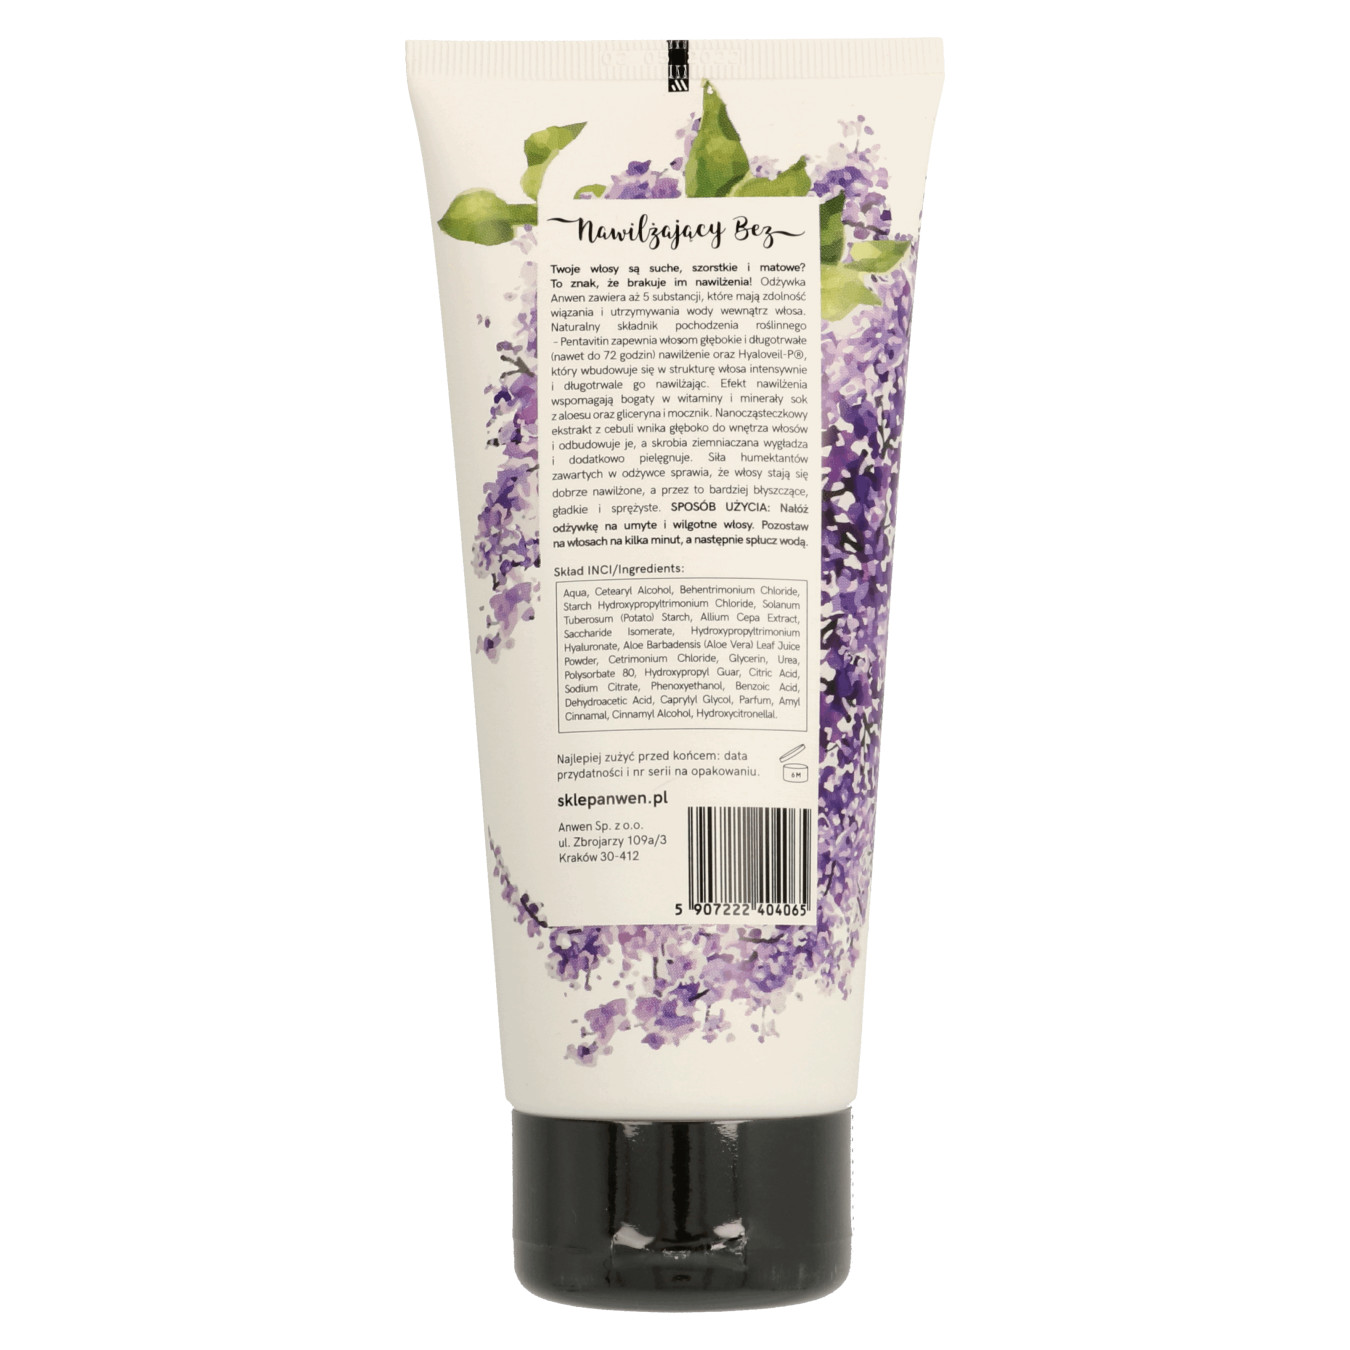 Nawilżający Bez
Twoje włosy są suche, szorstkie i matowe?
To znak, że brakuje im nawilżenia! Odżywka
Anwen zawiera aż 5 substancji, które mają zdolność
wiązania i utrzymywania wody wewnątrz włosa.
Naturalny składnik pochodzenia roślinnego
- Pentavitin zapewnia włosom głębokie i długotrwałe
(nawet do 72 godzin) nawilżenie oraz Hyaloveil-P®,
który wbudowuje się w strukturę włosa intensywnie
i długotrwale go nawilżając. Efekt nawilżenia
wspomagają bogaty w witaminy i minerały sok
z aloesu oraz gliceryna i mocznik. Nanocząsteczkowy
ekstrakt z cebuli wnika głęboko do wnętrza włosów
i odbudowuje je, a skrobia ziemniaczana wygładza
i dodatkowo pielęgnuje. Siła humektantów
zawartych w odżywce sprawia, że włosy stają się
dobrze nawilżone, a przez to bardziej błyszczące,
gładkie i sprężyste. SPOSÓB UŻYCIA: Nałóż
odżywkę na umyte i wilgotne włosy. Pozostaw
na włosach na kilka minut, a następnie spłucz wodą.
Skład INCI/Ingredients:
Aqua, Cetearyl Alcohol, Behentrimonium Chloride,
Starch Hydroxypropyltrimonium Chloride, Solanum
Tuberosum (Potato) Starch, Allium Cepa Extract,
Saccharide Isomerate, Hydroxypropyltrimonium
Hyaluronate, Aloe Barbadensis (Aloe Vera) Leaf Juice
Powder, Cetrimonium Chloride, Glycerin, Urea,
Polysorbate 80, Hydroxypropyl Guar, Citric Acid,
Sodium Citrate, Phenoxyethanol, Benzoic Acid,
Dehydroacetic Acid, Caprylyl Glycol, Parfum, Amyl
Cinnamal, Cinnamyl Alcohol, Hydroxycitronellal.
Najlepiej zużyć przed końcem: data
przydatności i nr serii na opakowaniu.
6M
sklepanwen.pl
Anwen Sp. z o.o.
ul. Zbrojarzy 109a/3
Kraków 30-412
5 907222 404065